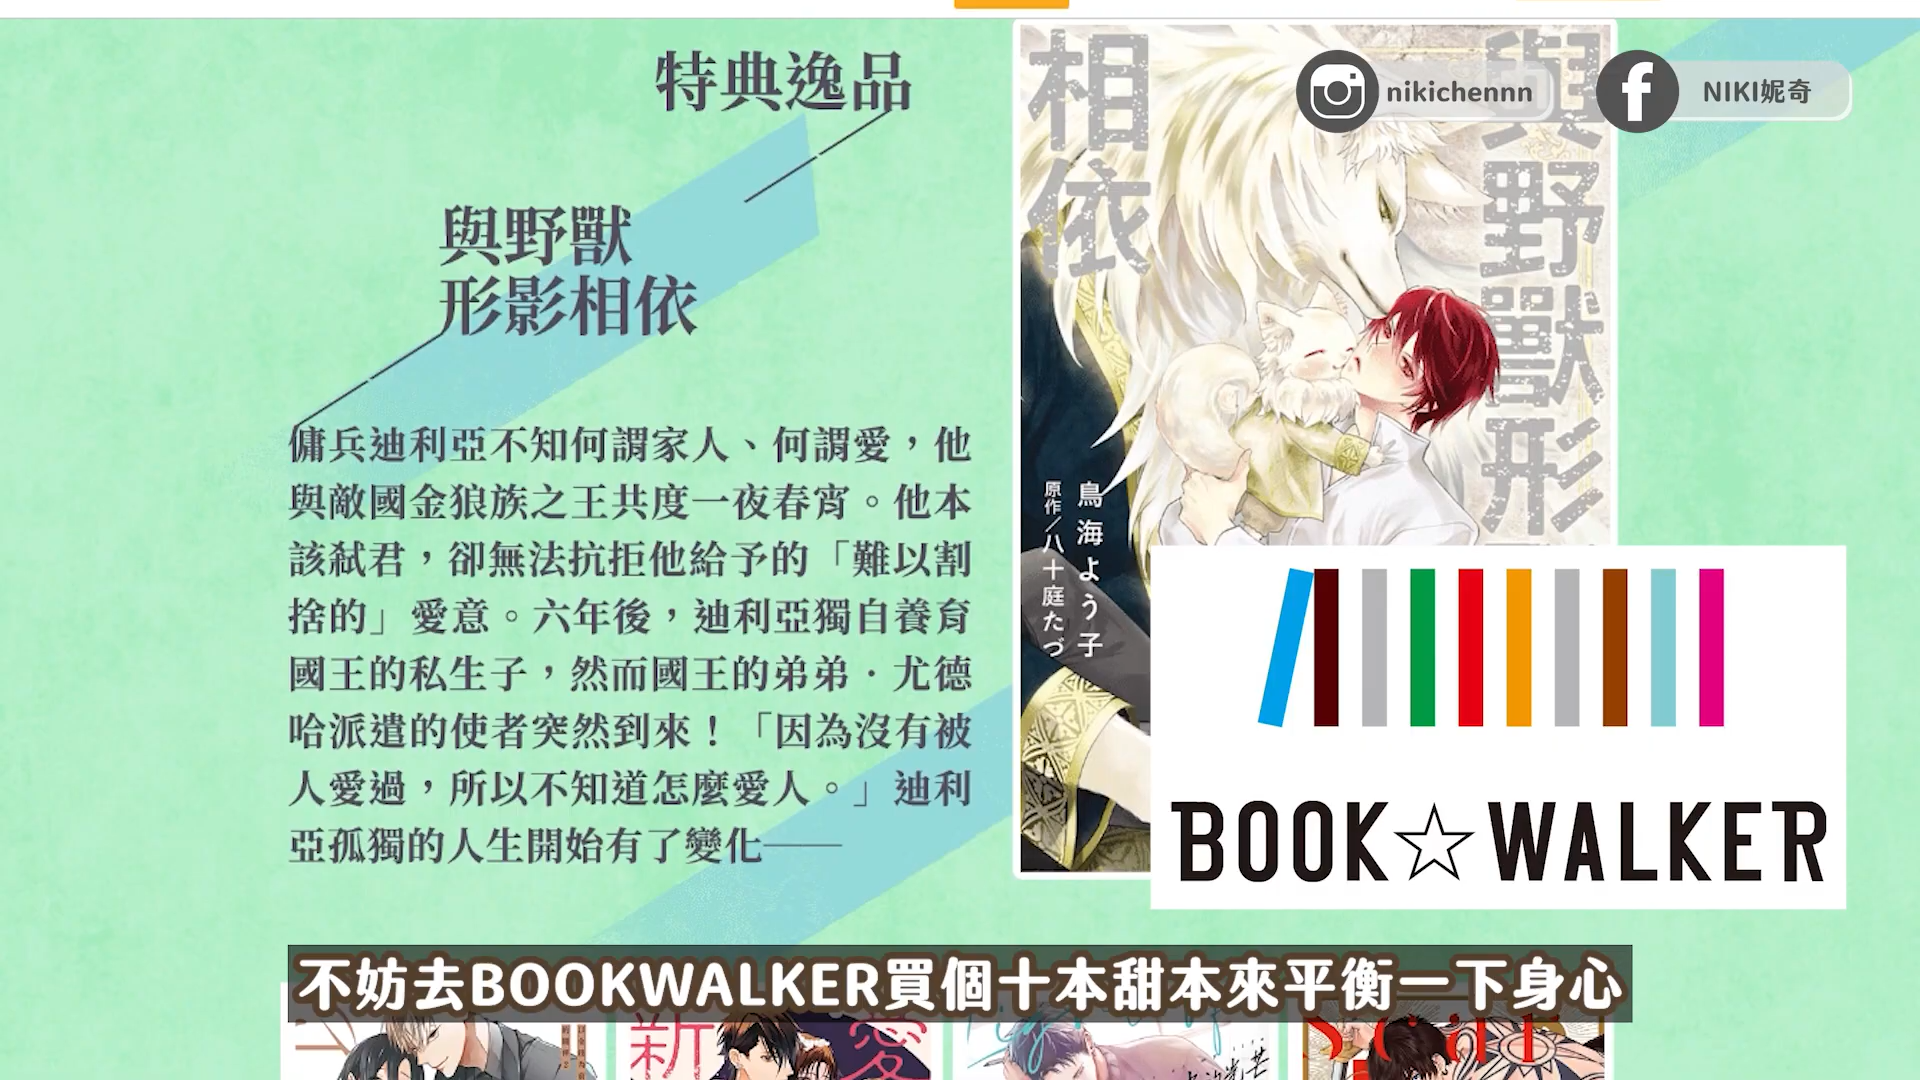 特典逸品
與野獸
形影相依
傭兵迪利亞不知何謂家人、何謂愛，他
與敵國金狼族之王共度一夜春宵。他本
該弒君，卻無法抗拒他給予的「難以割
捨的」愛意。六年後，迪利亞獨自養育
國王的私生子，然而國王的弟弟．尤德
哈派遣的使者突然到來！「因為沒有被
人愛過，所以不知道怎麼愛人。」迪利
亞孤獨的人生開始有了變化——
與野獸形
相依
鳥海よう子
原作／八十庭たづ
nikichennn
NIKI妮奇
BOOK☆WALKER
不妨去BOOKWALKER買個十本甜本來平衡一下身心
新
愛